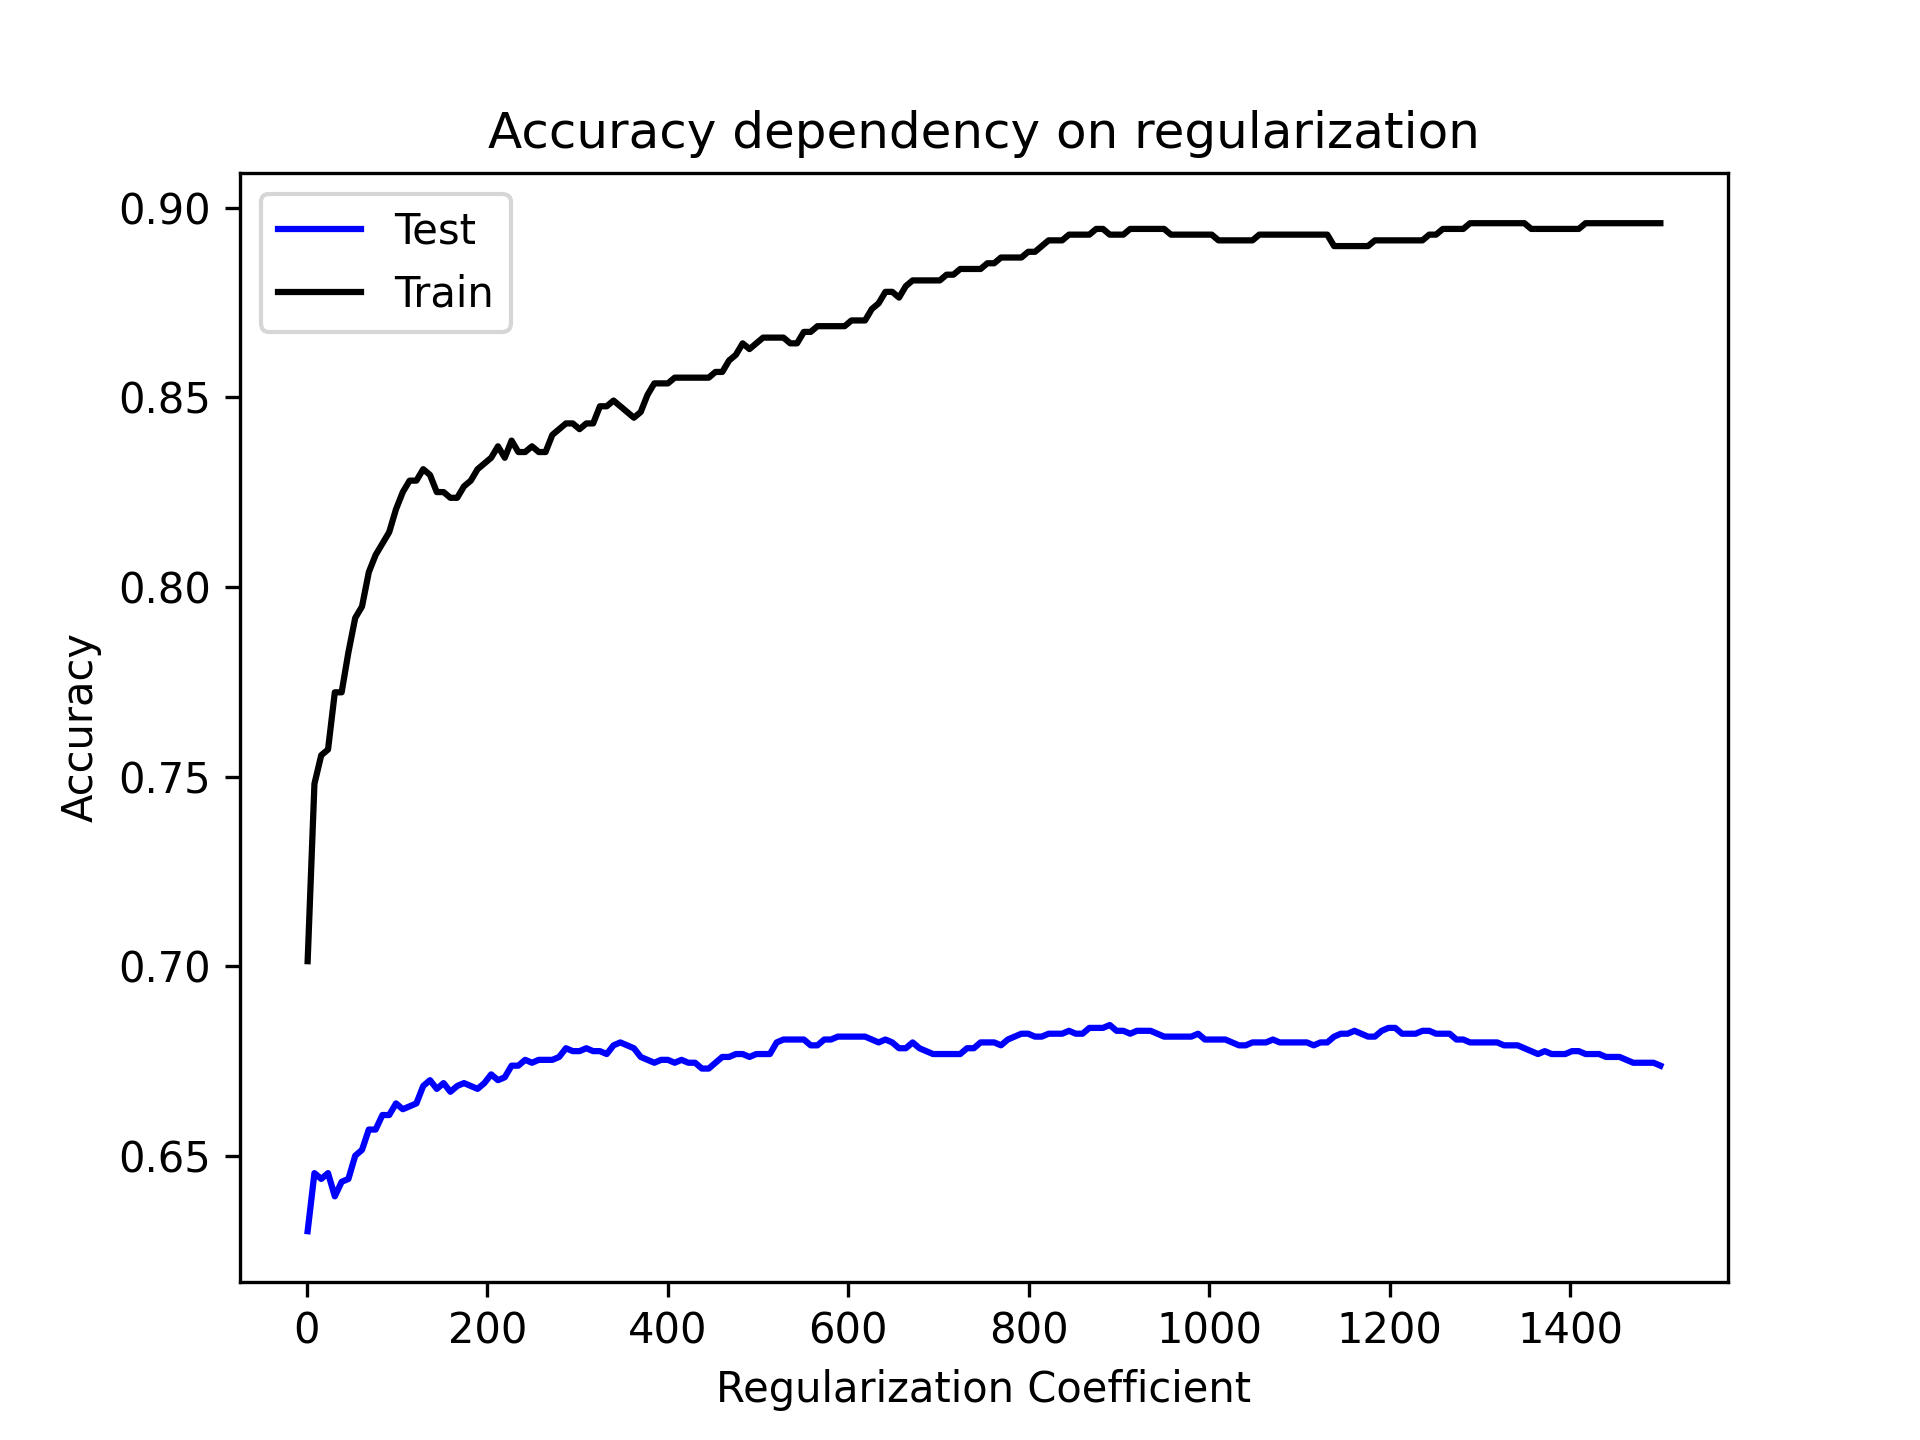 Accuracy dependency on regularization
Test
Train
0.90
0.85
0.80
0.75
0.70
0.65
Accuracy
0 200 400 600 800 1000 1200 1400
Regularization Coefficient